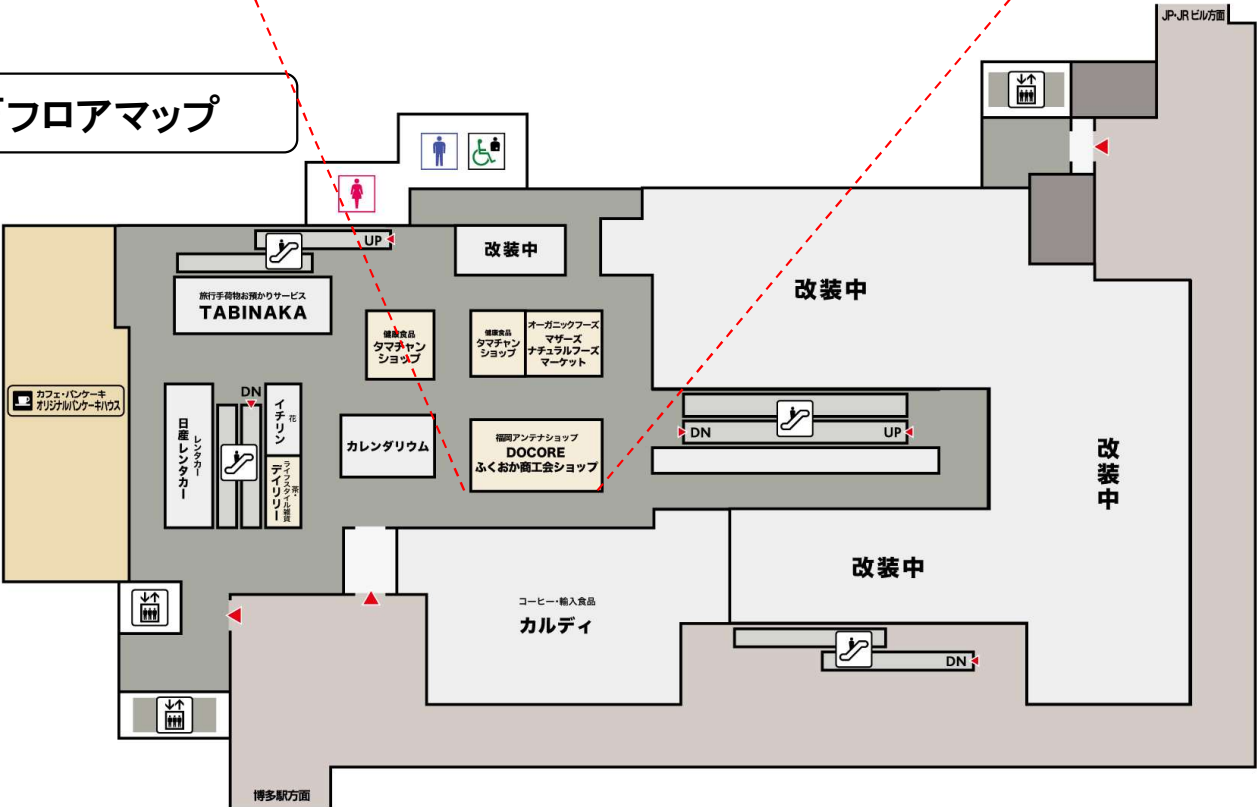 JP・JRビル方面
「フロアマップ
UP
改装中
改装中
旅行手荷物お預かりサービス
TABINAKA
健康食品
タマチャン
ショップ
健康食品
タマチャン
ショップ
オーガニックフーズ
マザーズ
ナチュラルフーズ
マーケット
カフェ・パンケーキ
オリジナルパンケーキハウス
DN
レンタカー
日産レンタカー
花
イチリン
茶・
ライフスタイル雑貨
デイリリー
カレンダリウム
福岡アンテナショップ
DOCORE
ふくおか商工会ショップ
DN
UP
改装中
改装中
コーヒー・輸入食品
カルディ
DN
博多駅方面